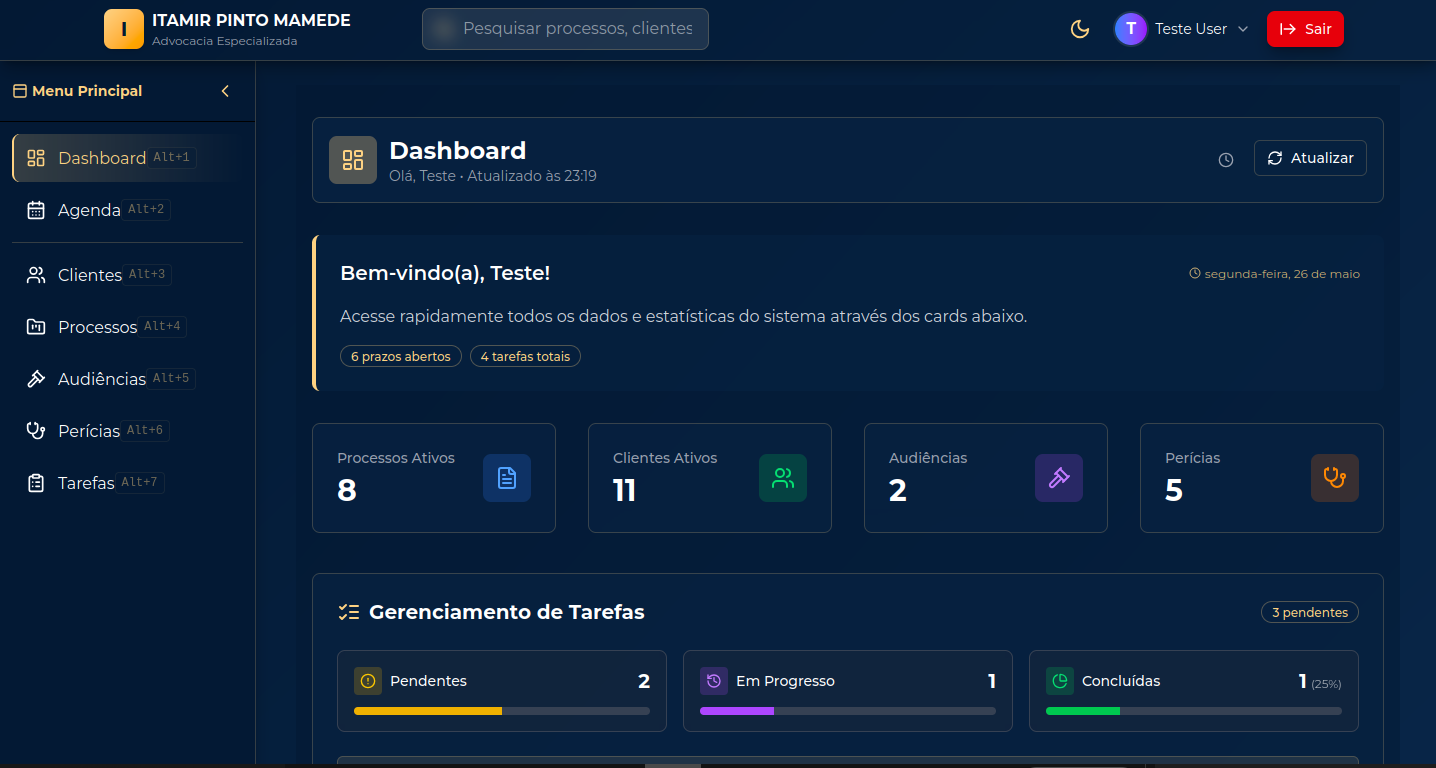 I
ITAMIR PINTO MAMEDE
Advocacia Especializada
Pesquisar processos, clientes
T
Teste User
Sair
Menu Principal
Dashboard Alt+1
Agenda Alt+2
Clientes Alt+3
Processos Alt+4
Audiências Alt+5
Perícias Alt+6
Tarefas Alt+7
Dashboard
Olá, Teste • Atualizado às 23:19
Atualizar
Bem-vindo(a), Teste!
segunda-feira, 26 de maio
Acesse rapidamente todos os dados e estatísticas do sistema através dos cards abaixo.
6 prazos abertos
4 tarefas totais
Processos Ativos
8
Clientes Ativos
11
Audiências
2
Perícias
5
Gerenciamento de Tarefas
3 pendentes
Pendentes 2
Em Progresso 1
Concluídas 1 (25%)